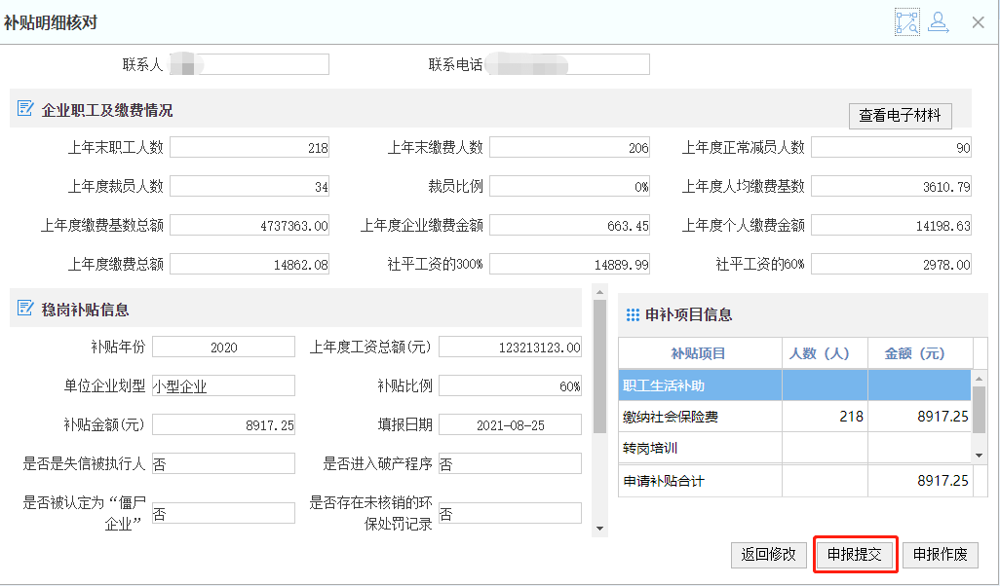 补贴明细核对
联系人 联系电话
企业职工及缴费情况 查看电子材料
上年末职工人数 218 上年末缴费人数 206 上年度正常减员人数 90
上年度裁员人数 34 裁员比例 0% 上年度人均缴费基数 3610.79
上年度缴费基数总额 4737363.00 上年度企业缴费金额 663.45 上年度个人缴费金额 14198.63
上年度缴费总额 14862.08 社平工资的300% 14889.99 社平工资的60% 2978.00
稳岗补贴信息
补贴年份 2020 上年度工资总额(元) 123213123.00
单位企业划型 小型企业 补贴比例 60%
补贴金额(元) 8917.25 填报日期 2021-08-25
是否是失信被执行人 否 是否进入破产程序 否
是否被认定为“僵尸企业” 否 是否存在未核销的环保处罚记录 否
申补项目信息
补贴项目 人数（人） 金额（元）
职工生活补助
缴纳社会保险费 218 8917.25
转岗培训
申请补贴合计 8917.25
返回修改 申报提交 申报作废